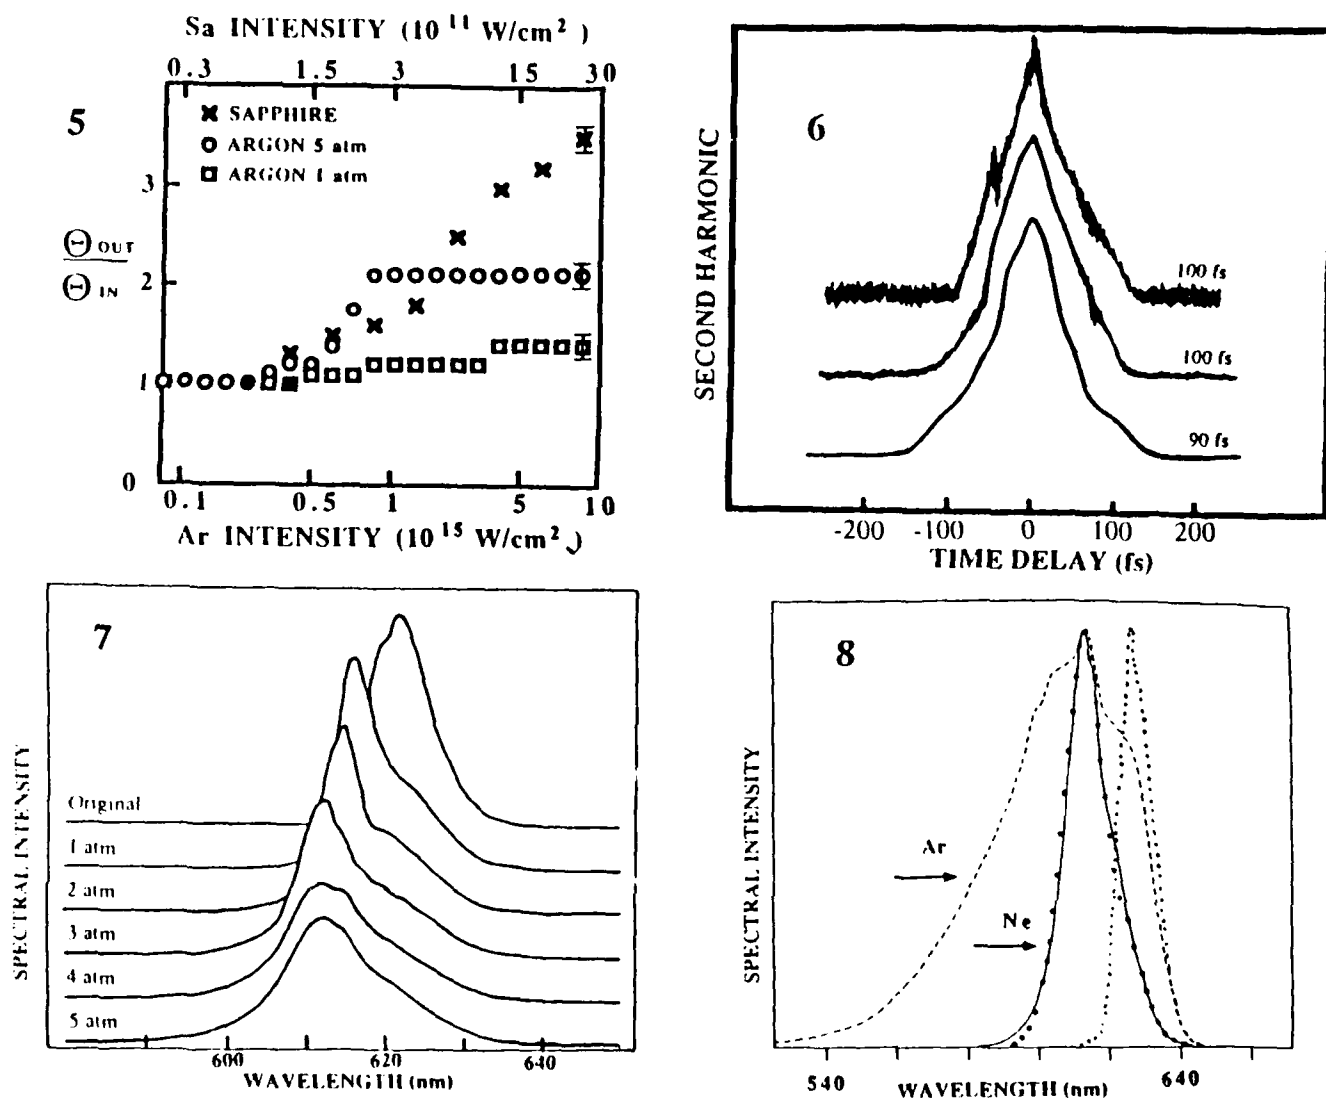 Sa INTENSITY (10 11 W/cm2)
0.3 1.5 3 15 30
5
SAPPHIRE
ARGON 5 atm
ARGON 1 atm
3
2
1
0
Θ OUT
Θ IN
0.1 0.5 1 5 10
Ar INTENSITY (10 15 W/cm2)
6
SECOND HARMONIC
100 fs
100 fs
90 fs
-200 -100 0 100 200
TIME DELAY (fs)
7
SPECTRAL INTENSITY
Original
1 atm
2 atm
3 atm
4 atm
5 atm
600 620 640
WAVELENGTH (nm)
8
SPECTRAL INTENSITY
Ar
Ne
540 640
WAVELENGTH (nm)